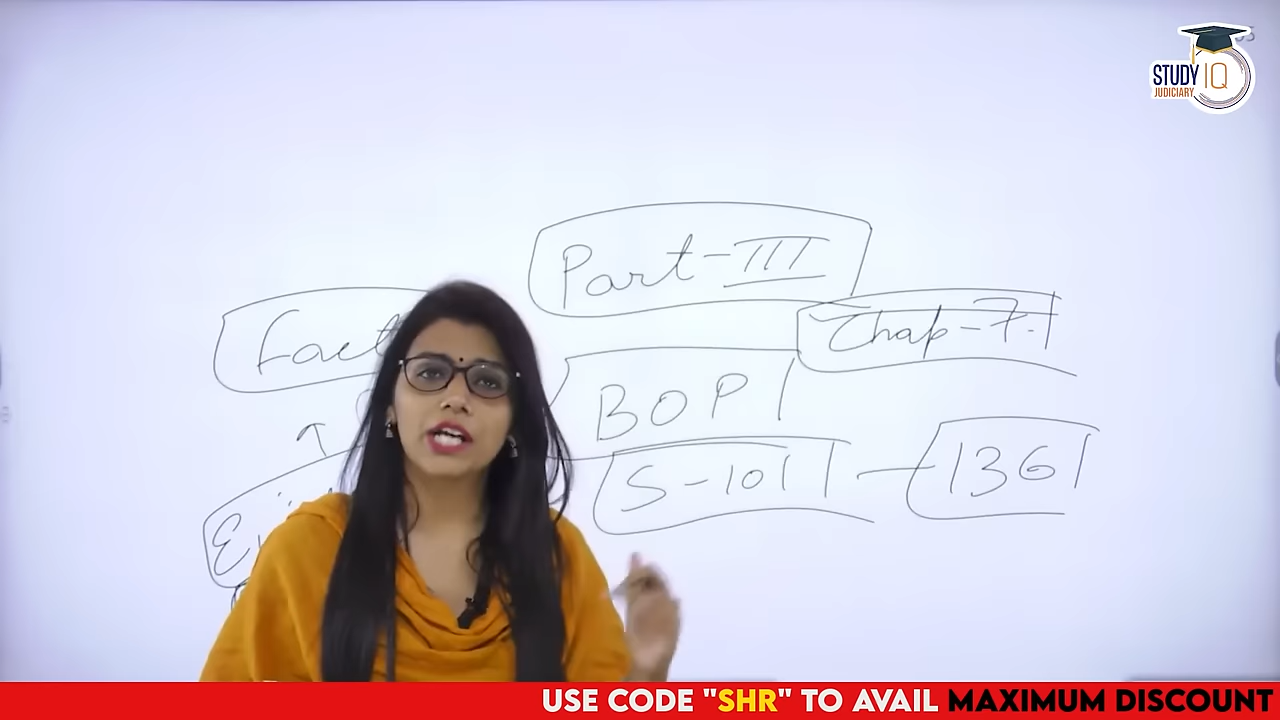 STUDY IQ
JUDICIARY
Part-III
Chap-7
Fact
BOP
S-101 - 136
USE CODE "SHR" TO AVAIL MAXIMUM DISCOUNT